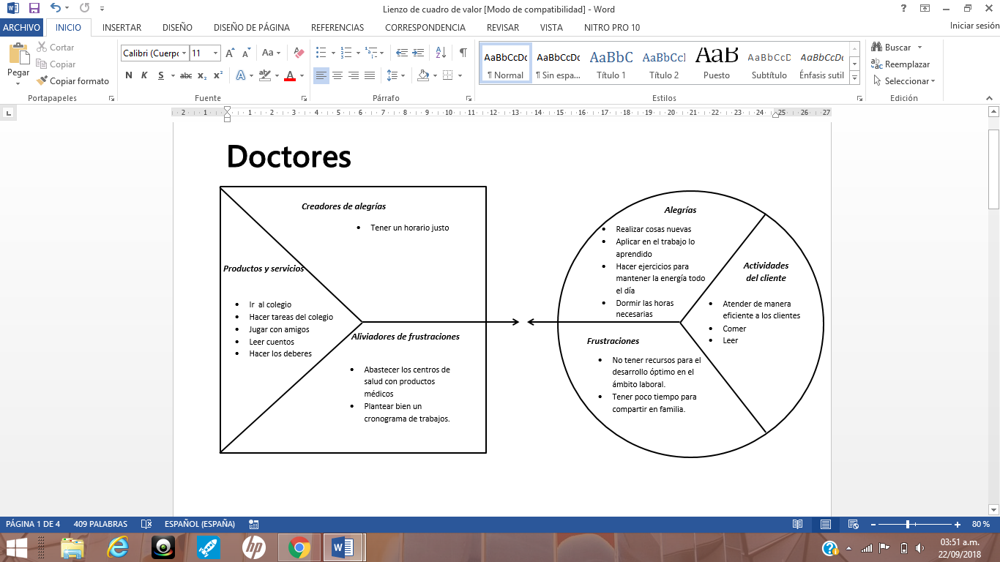 Lienzo de cuadro de valor [Modo de compatibilidad] - Word
ARCHIVO INICIO INSERTAR DISEÑO DISEÑO DE PÁGINA REFERENCIAS CORRESPONDENCIA REVISAR VISTA NITRO PRO 10 Iniciar sesión
Pegar
Cortar
Copiar
Copiar formato
Portapapeles
Calibri (Cuerpo 11
N K S abc x₂ x²
Fuente
Párrafo
AaBbCcDc AaBbCcDc AaBbC AaBbCcI AaB AaBbCcD AaBbCcDc
¶ Normal ¶ Sin espa... Título 1 Título 2 Puesto Subtítulo Énfasis sutil
Estilos
Buscar
Reemplazar
Seleccionar
Edición
2 1 1 2 3 4 5 6 7 8 9 10 11 12 13 14 15 16 17 18 19 20 21 22 23 24 25 26 27
Doctores
Creadores de alegrías
• Tener un horario justo
Productos y servicios
• Ir al colegio
• Hacer tareas del colegio
• Jugar con amigos
• Leer cuentos
• Hacer los deberes
Aliviadores de frustraciones
• Abastecer los centros de
salud con productos
médicos
• Plantear bien un
cronograma de trabajos.
Alegrías
• Realizar cosas nuevas
• Aplicar en el trabajo lo
aprendido
• Hacer ejercicios para
mantener la energía todo
el día
• Dormir las horas
necesarias
Actividades
del cliente
• Atender de manera
eficiente a los clientes
• Comer
• Leer
Frustraciones
• No tener recursos para el
desarrollo óptimo en el
ámbito laboral.
• Tener poco tiempo para
compartir en familia.
PÁGINA 1 DE 4 409 PALABRAS ESPAÑOL (ESPAÑA) 80 %
03:51 a.m.
22/09/2018